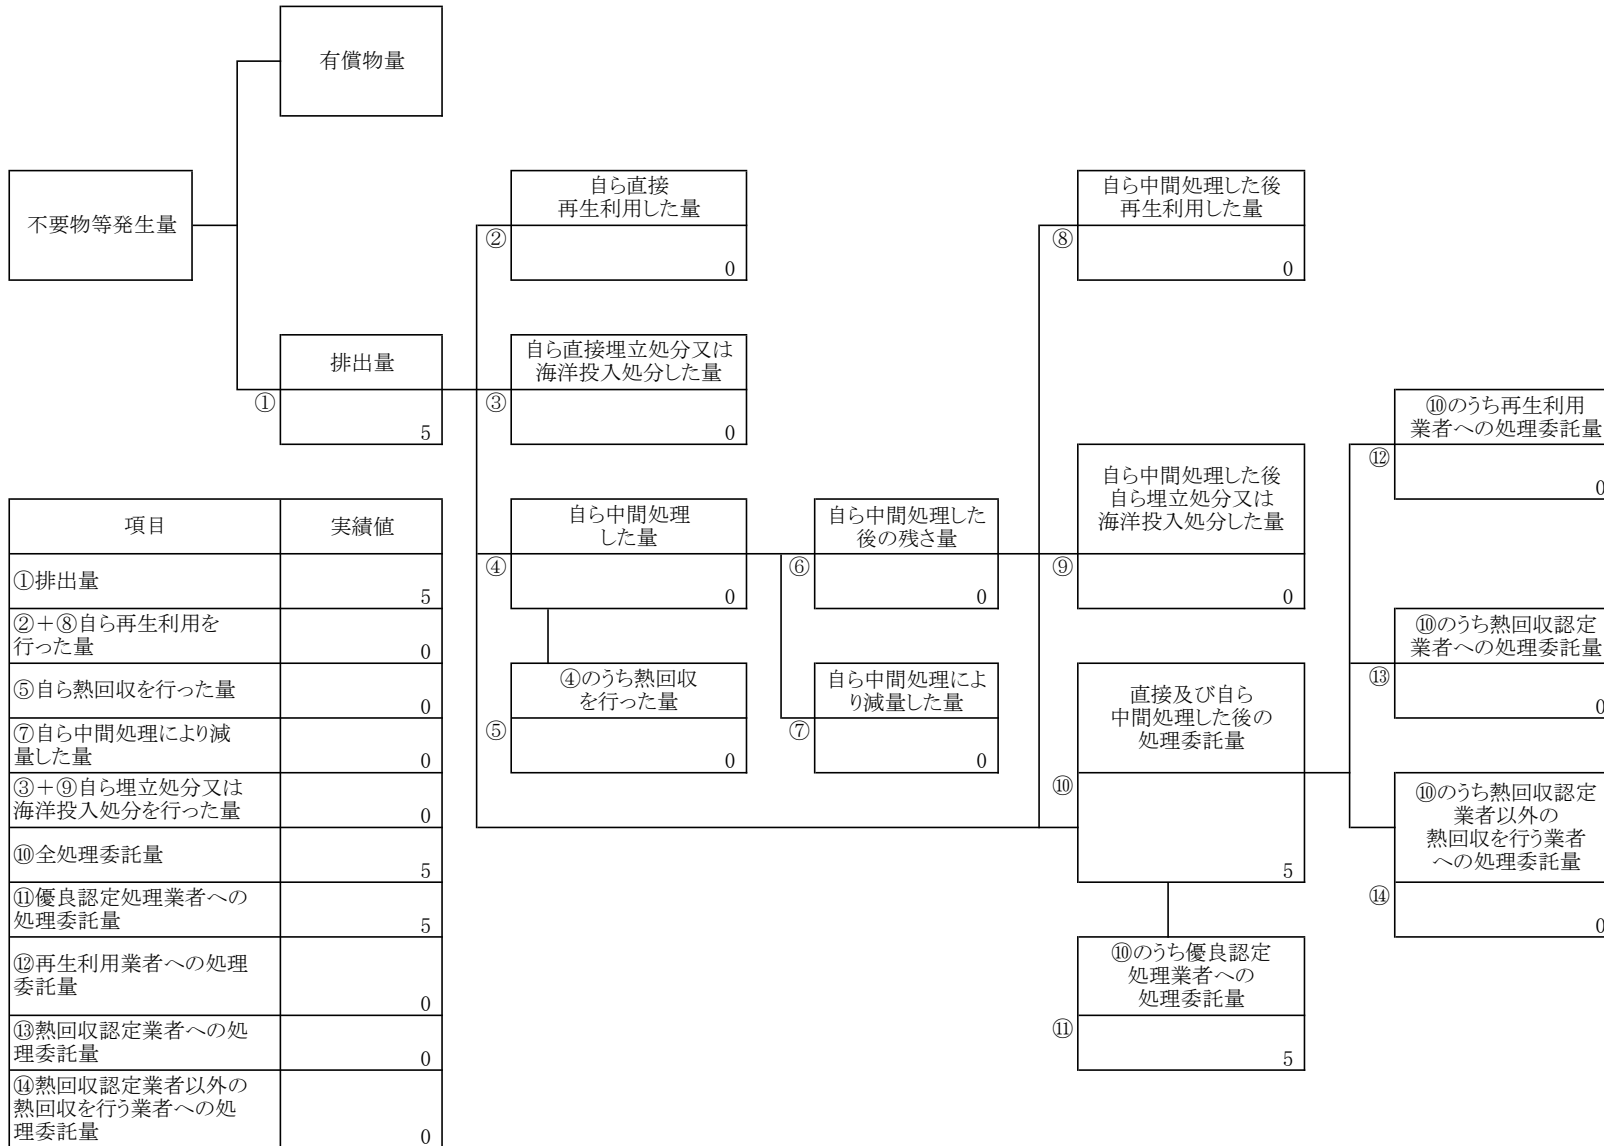 有償物量
不要物等発生量
自ら直接
再生利用した量
②
0
自ら中間処理した後
再生利用した量
⑧
0
排出量
①
5
自ら直接埋立処分又は
海洋投入処分した量
③
0
⑩のうち再生利用
業者への処理委託量
⑫
0
自ら中間処理した後
自ら埋立処分又は
海洋投入処分した量
⑨
0
自ら中間処理
した量
④
0
自ら中間処理した
後の残さ量
⑥
0
⑩のうち熱回収認定
業者への処理委託量
⑬
0
④のうち熱回収
を行った量
⑤
0
自ら中間処理によ
り減量した量
⑦
0
直接及び自ら
中間処理した後の
処理委託量
⑩
5
⑩のうち熱回収認定
業者以外の
熱回収を行う業者
への処理委託量
⑭
0
⑩のうち優良認定
処理業者への
処理委託量
⑪
5
項目 実績値
①排出量
5
②+⑧自ら再生利用を
行った量 0
⑤自ら熱回収を行った量
0
⑦自ら中間処理により減
量した量 0
③+⑨自ら埋立処分又は
海洋投入処分を行った量 0
⑩全処理委託量
5
⑪優良認定処理業者への
処理委託量 5
⑫再生利用業者への処理
委託量
0
⑬熱回収認定業者への処
理委託量 0
⑭熱回収認定業者以外の
熱回収を行う業者への処
理委託量 0